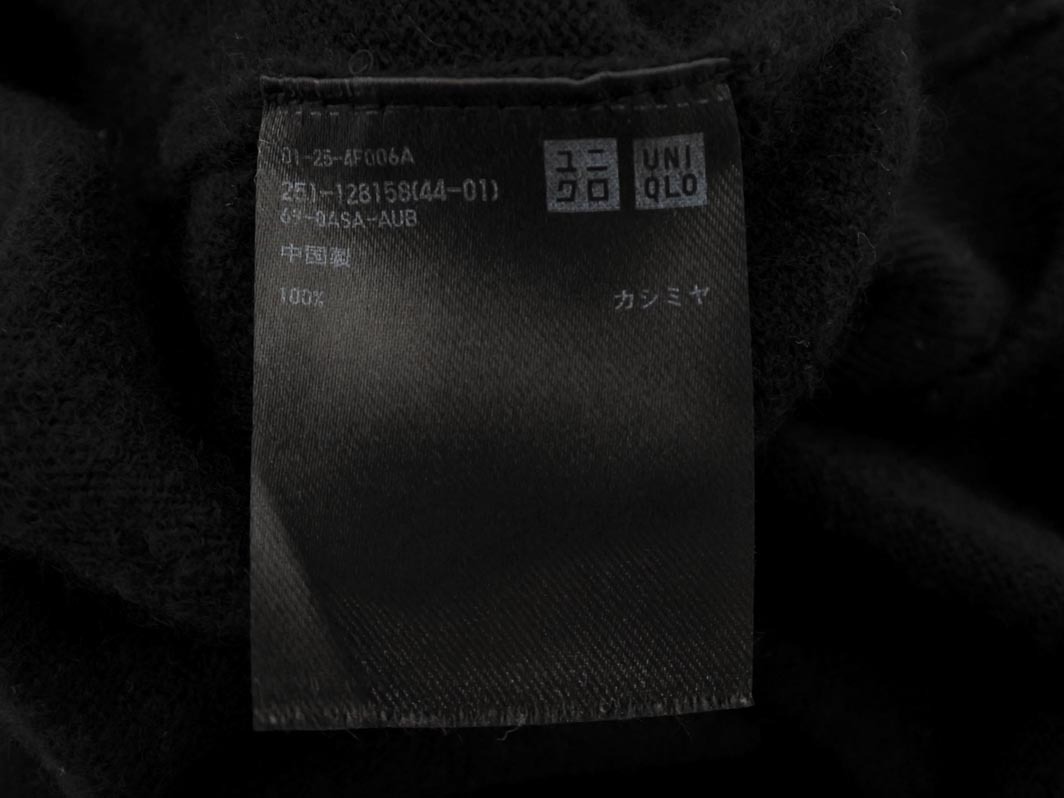 01-25-4F006A
251-128158(44-01)
69-04SA-AUB
中国製
100% カシミヤ
ユニ
クロ
UNI
QLO